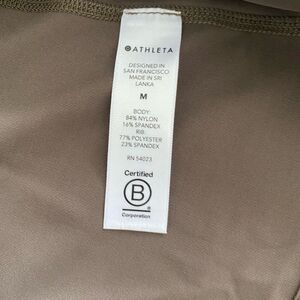 ATHLETA
DESIGNED IN
SAN FRANCISCO
MADE IN SRI
LANKA
M
BODY:
84% NYLON
16% SPANDEX
RIB:
77% POLYESTER
23% SPANDEX
RN 54023
Certified
B
®
Corporation